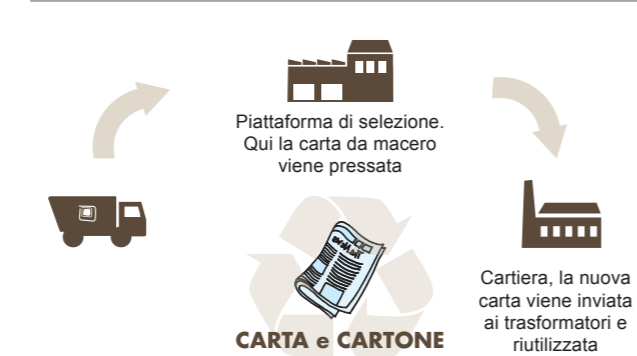 Piattaforma di selezione.
Qui la carta da macero
viene pressata
Cartiera, la nuova
carta viene inviata
ai trasformatori e
riutilizzata
CARTA e CARTONE